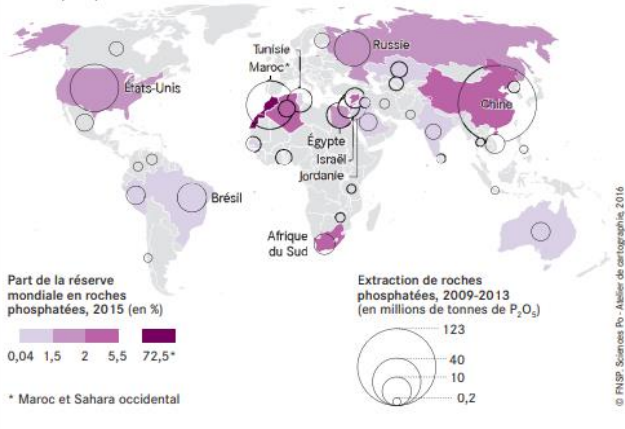 Tunisie
Maroc*
Russie
États-Unis
Chine
Égypte
Israël
Jordanie
Brésil
Afrique
du Sud
Part de la réserve
mondiale en roches
phosphatées, 2015 (en %)
0,04 1,5 2 5,5 72,5*
* Maroc et Sahara occidental
Extraction de roches
phosphatées, 2009-2013
(en millions de tonnes de P₂O₅)
123
40
10
0,2
© FNSP. Sciences Po - Atelier de cartographie, 2016